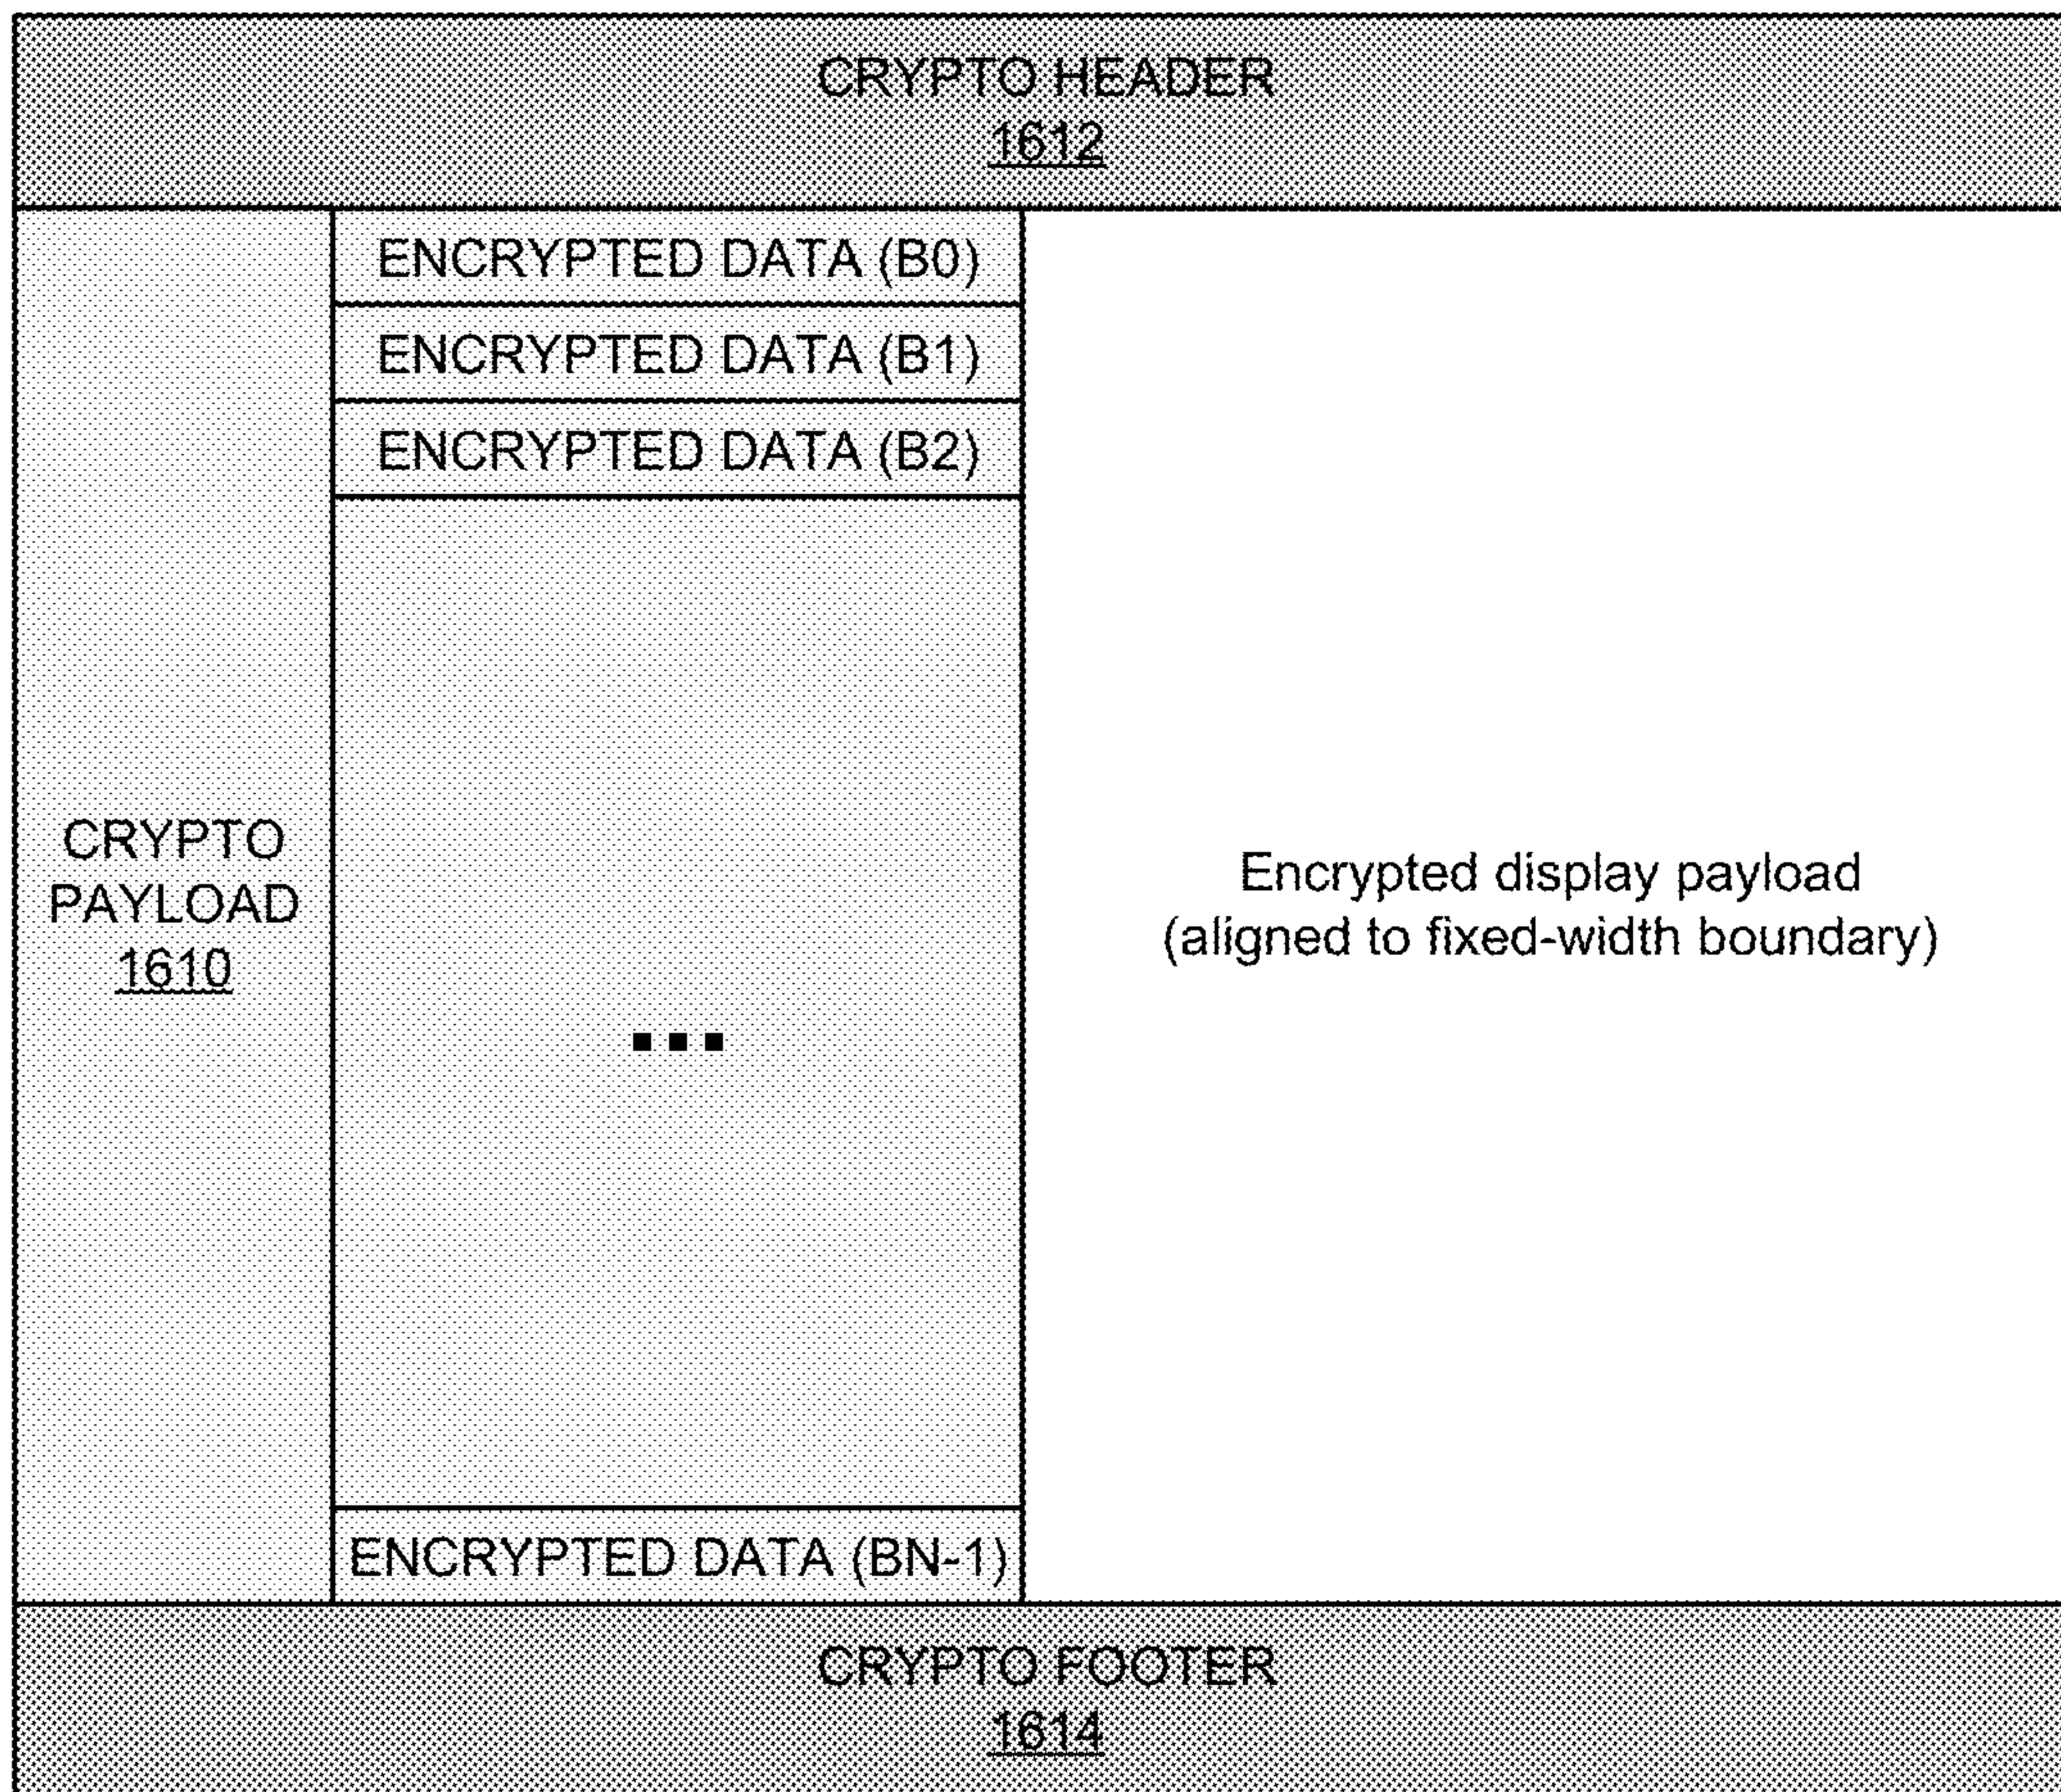 CRYPTO HEADER
1612
ENCRYPTED DATA (B0)
ENCRYPTED DATA (B1)
ENCRYPTED DATA (B2)
CRYPTO
PAYLOAD
1610
...
Encrypted display payload
(aligned to fixed-width boundary)
ENCRYPTED DATA (BN-1)
CRYPTO FOOTER
1614